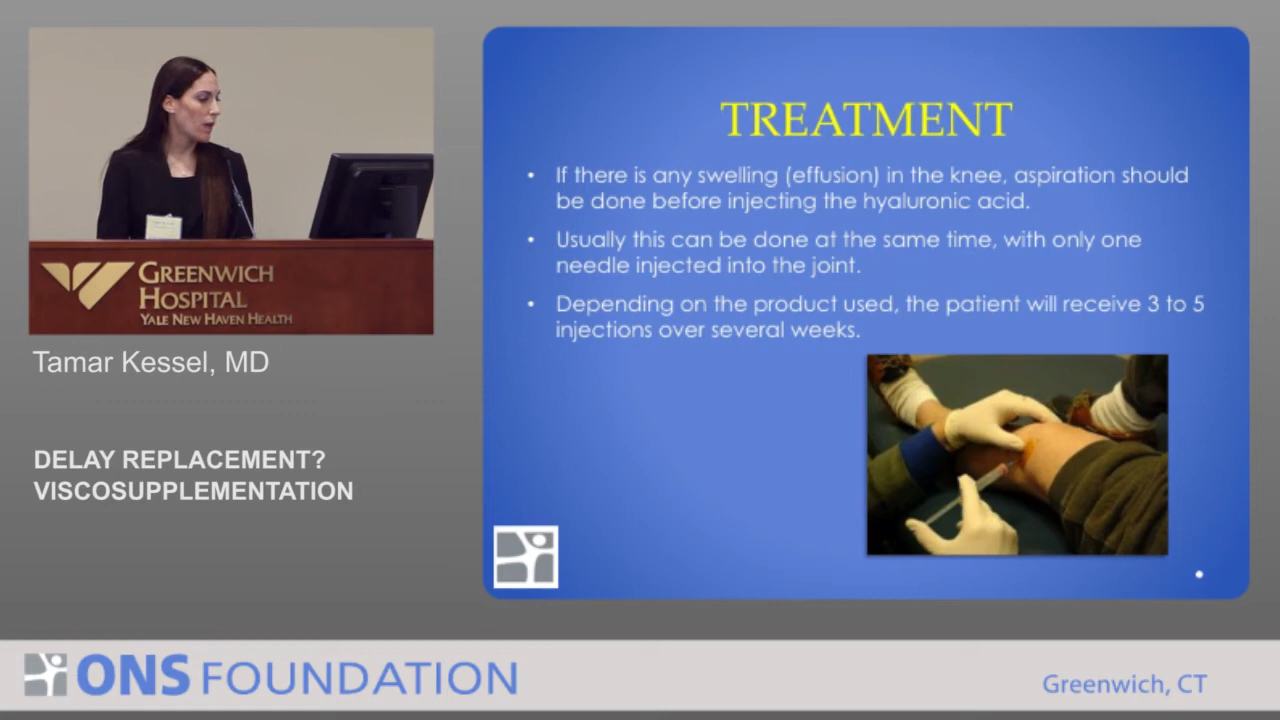 GREENWICH
HOSPITAL
YALE NEW HAVEN HEALTH
Tamar Kessel, MD
DELAY REPLACEMENT?
VISCOSUPPLEMENTATION
TREATMENT
• If there is any swelling (effusion) in the knee, aspiration should
be done before injecting the hyaluronic acid.
• Usually this can be done at the same time, with only one
needle injected into the joint.
• Depending on the product used, the patient will receive 3 to 5
injections over several weeks.
ONS FOUNDATION
Greenwich, CT